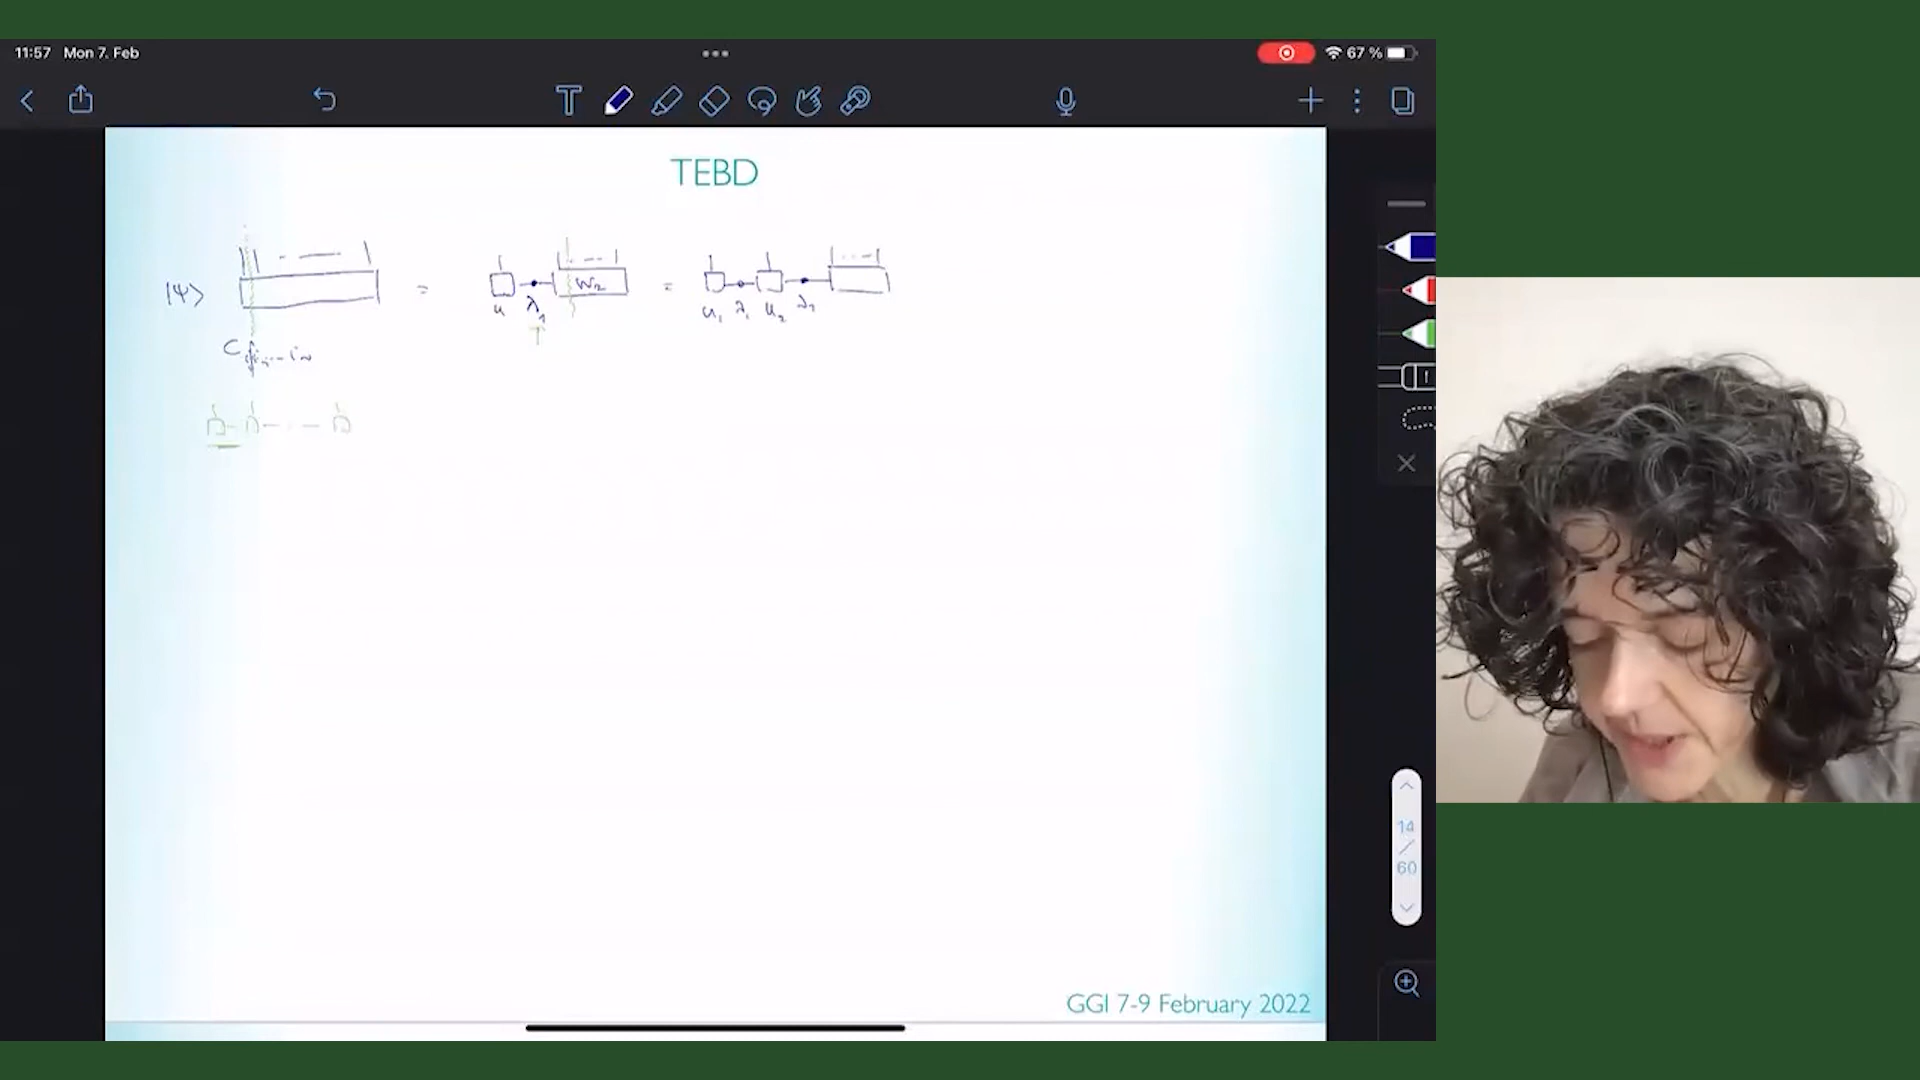 11:57 Mon 7. Feb 67 %
T
TEBD
|Ψ> = W₂ =
u λ₁ u₁ λ₁ u₂ λ₂
14
/
60
GGI 7-9 February 2022